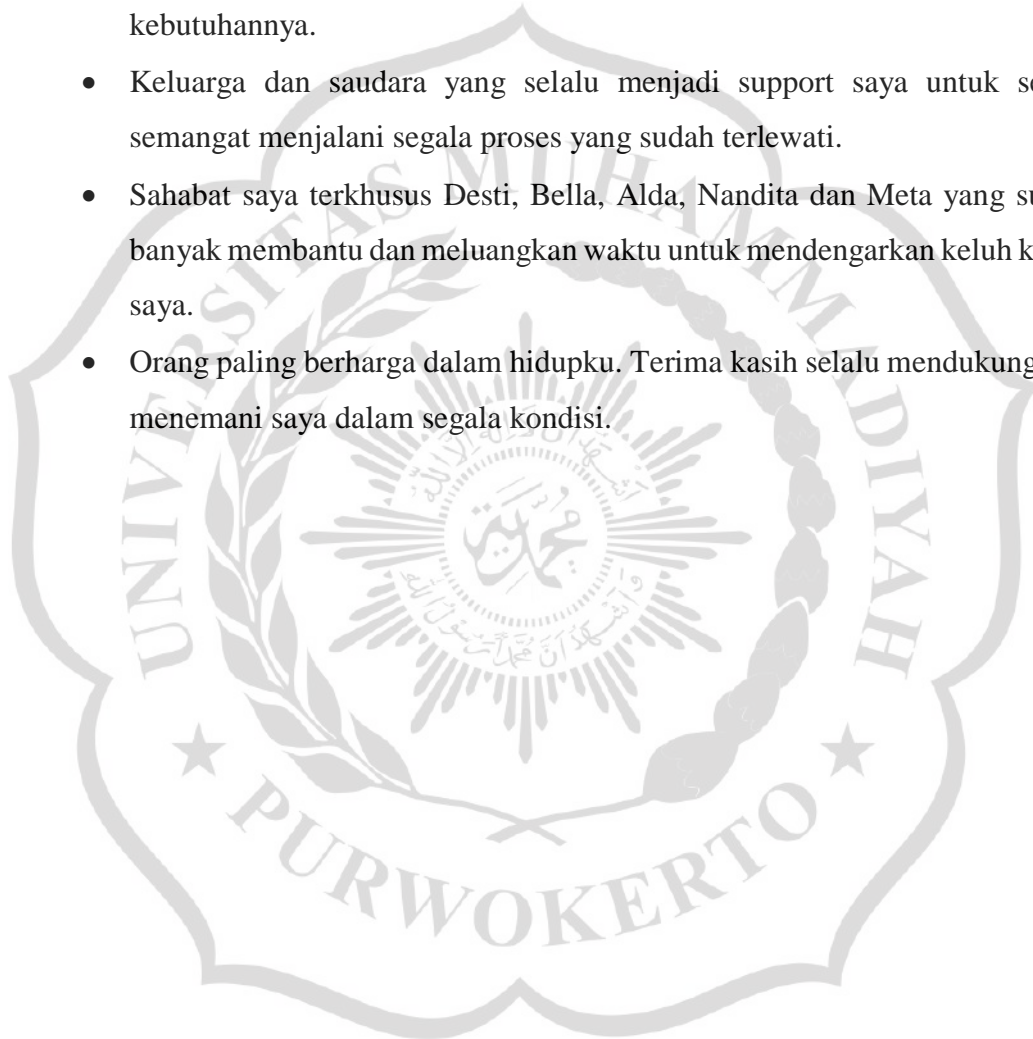 kebutuhannya.
• Keluarga dan saudara yang selalu menjadi support saya untuk se
semangat menjalani segala proses yang sudah terlewati.
• Sahabat saya terkhusus Desti, Bella, Alda, Nandita dan Meta yang su
banyak membantu dan meluangkan waktu untuk mendengarkan keluh k
saya.
• Orang paling berharga dalam hidupku. Terima kasih selalu mendukung
menemani saya dalam segala kondisi.
UNIVERSITAS MUHAMMADIYAH
PURWOKERTO